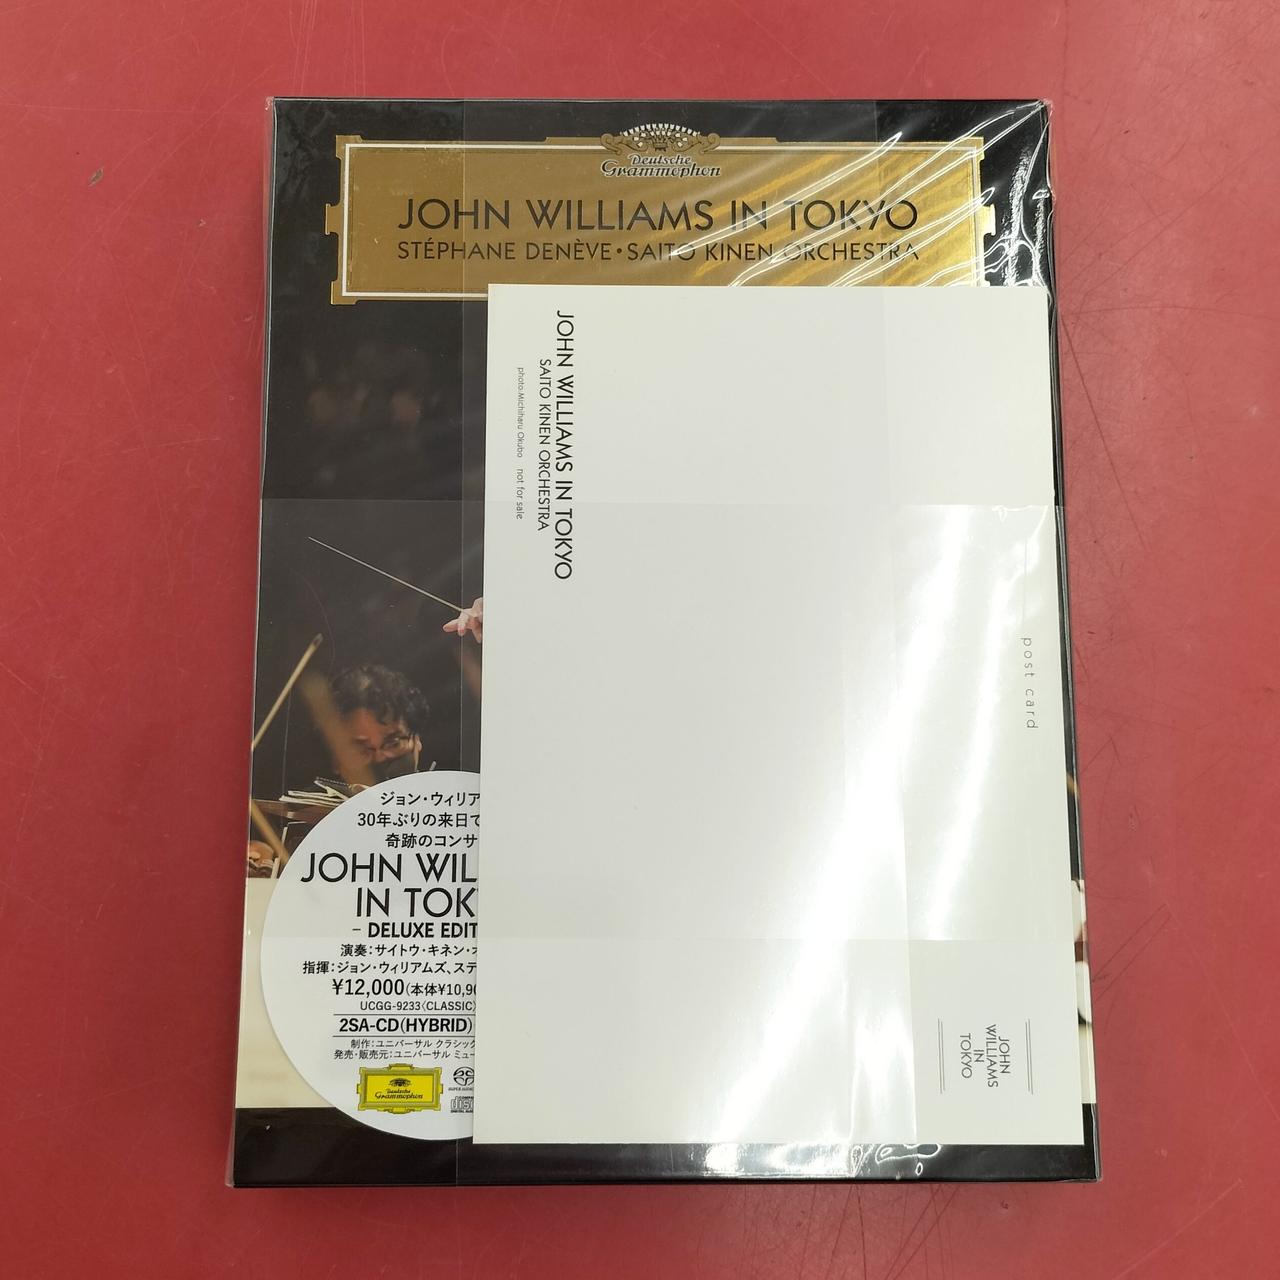 Deutsche
Grammophon
JOHN WILLIAMS IN TOKYO
STÉPHANE DENÈVE・SAITO KINEN ORCHESTRA
JOHN WILLIAMS IN TOKYO
SAITO KINEN ORCHESTRA
photo:Michiharu Okubo not for sale
post card
ジョン・ウィリア
30年ぶりの来日で
奇跡のコンサ
JOHN WIL
IN TOK
– DELUXE EDIT
演奏:サイトウ・キネン・オ
指揮:ジョン・ウィリアムズ、ステ
¥12,000(本体¥10,90
UCGG-9233〈CLASSIC〉
2SA-CD(HYBRID)
制作:ユニバーサル クラシック
発売・販売元:ユニバーサル ミュー
Deutsche
Grammophon
SUPER AUDIO
JOHN
WILLIAMS
IN
TOKYO